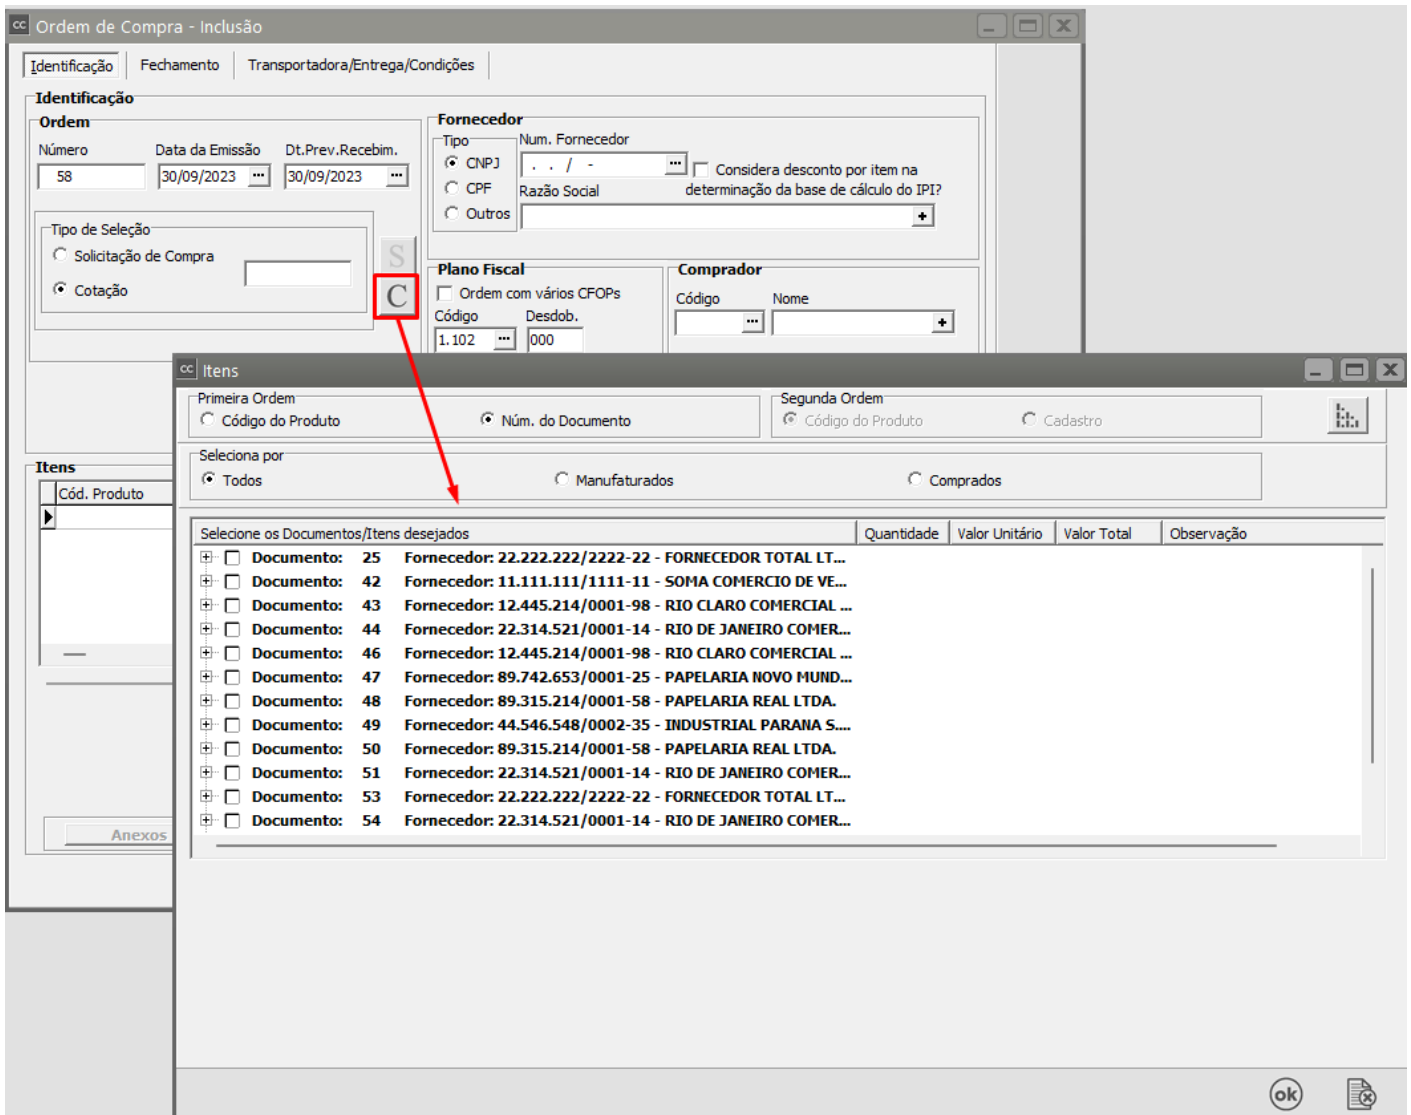 cc Ordem de Compra - Inclusão
Identificação Fechamento Transportadora/Entrega/Condições
Identificação
Ordem
Número Data da Emissão Dt.Prev.Recebim.
58 30/09/2023 ... 30/09/2023 ...
Tipo de Seleção
Solicitação de Compra
Cotação
S
C
Fornecedor
Tipo Num. Fornecedor
CNPJ . . / - ...
Considera desconto por item na
determinação da base de cálculo do IPI?
CPF Razão Social
Outros +
Plano Fiscal
Ordem com vários CFOPs
Código Desdob.
1.102 ... 000
Comprador
Código Nome
... +
Itens
Cód. Produto
Anexos
cc Itens
Primeira Ordem Segunda Ordem
Código do Produto Núm. do Documento Código do Produto Cadastro
Seleciona por
Todos Manufaturados Comprados
Selecione os Documentos/Itens desejados Quantidade Valor Unitário Valor Total Observação
Documento: 25 Fornecedor: 22.222.222/2222-22 - FORNECEDOR TOTAL LT...
Documento: 42 Fornecedor: 11.111.111/1111-11 - SOMA COMERCIO DE VE...
Documento: 43 Fornecedor: 12.445.214/0001-98 - RIO CLARO COMERCIAL ...
Documento: 44 Fornecedor: 22.314.521/0001-14 - RIO DE JANEIRO COMER...
Documento: 46 Fornecedor: 12.445.214/0001-98 - RIO CLARO COMERCIAL ...
Documento: 47 Fornecedor: 89.742.653/0001-25 - PAPELARIA NOVO MUND...
Documento: 48 Fornecedor: 89.315.214/0001-58 - PAPELARIA REAL LTDA.
Documento: 49 Fornecedor: 44.546.548/0002-35 - INDUSTRIAL PARANA S....
Documento: 50 Fornecedor: 89.315.214/0001-58 - PAPELARIA REAL LTDA.
Documento: 51 Fornecedor: 22.314.521/0001-14 - RIO DE JANEIRO COMER...
Documento: 53 Fornecedor: 22.222.222/2222-22 - FORNECEDOR TOTAL LT...
Documento: 54 Fornecedor: 22.314.521/0001-14 - RIO DE JANEIRO COMER...
ok